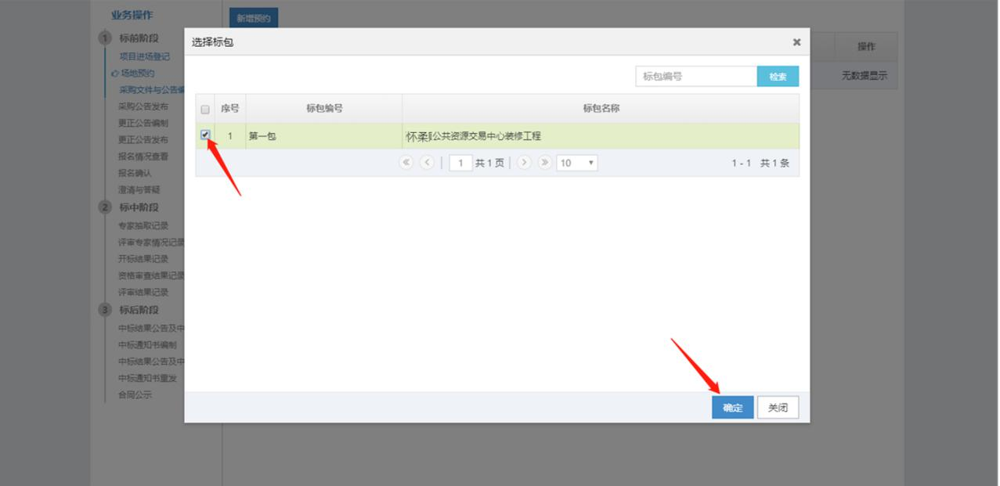 业务操作
1 标前阶段
项目进场登记
场地预约
采购文件与公告编
采购公告发布
更正公告编制
更正公告发布
报名情况查看
报名确认
澄清与答疑
2 标中阶段
专家抽取记录
评审专家情况记录
开标结果记录
资格审查结果记录
评审结果记录
3 标后阶段
中标结果公告及中
中标通知书编制
中标结果公告及中
中标通知书重发
合同公示
新增预约
操作
无数据显示
选择标包
标包编号 检索
序号 标包编号 标包名称
1 第一包 怀柔公共资源交易中心装修工程
1 共 1 页 10 1 - 1 共 1 条
确定 关闭